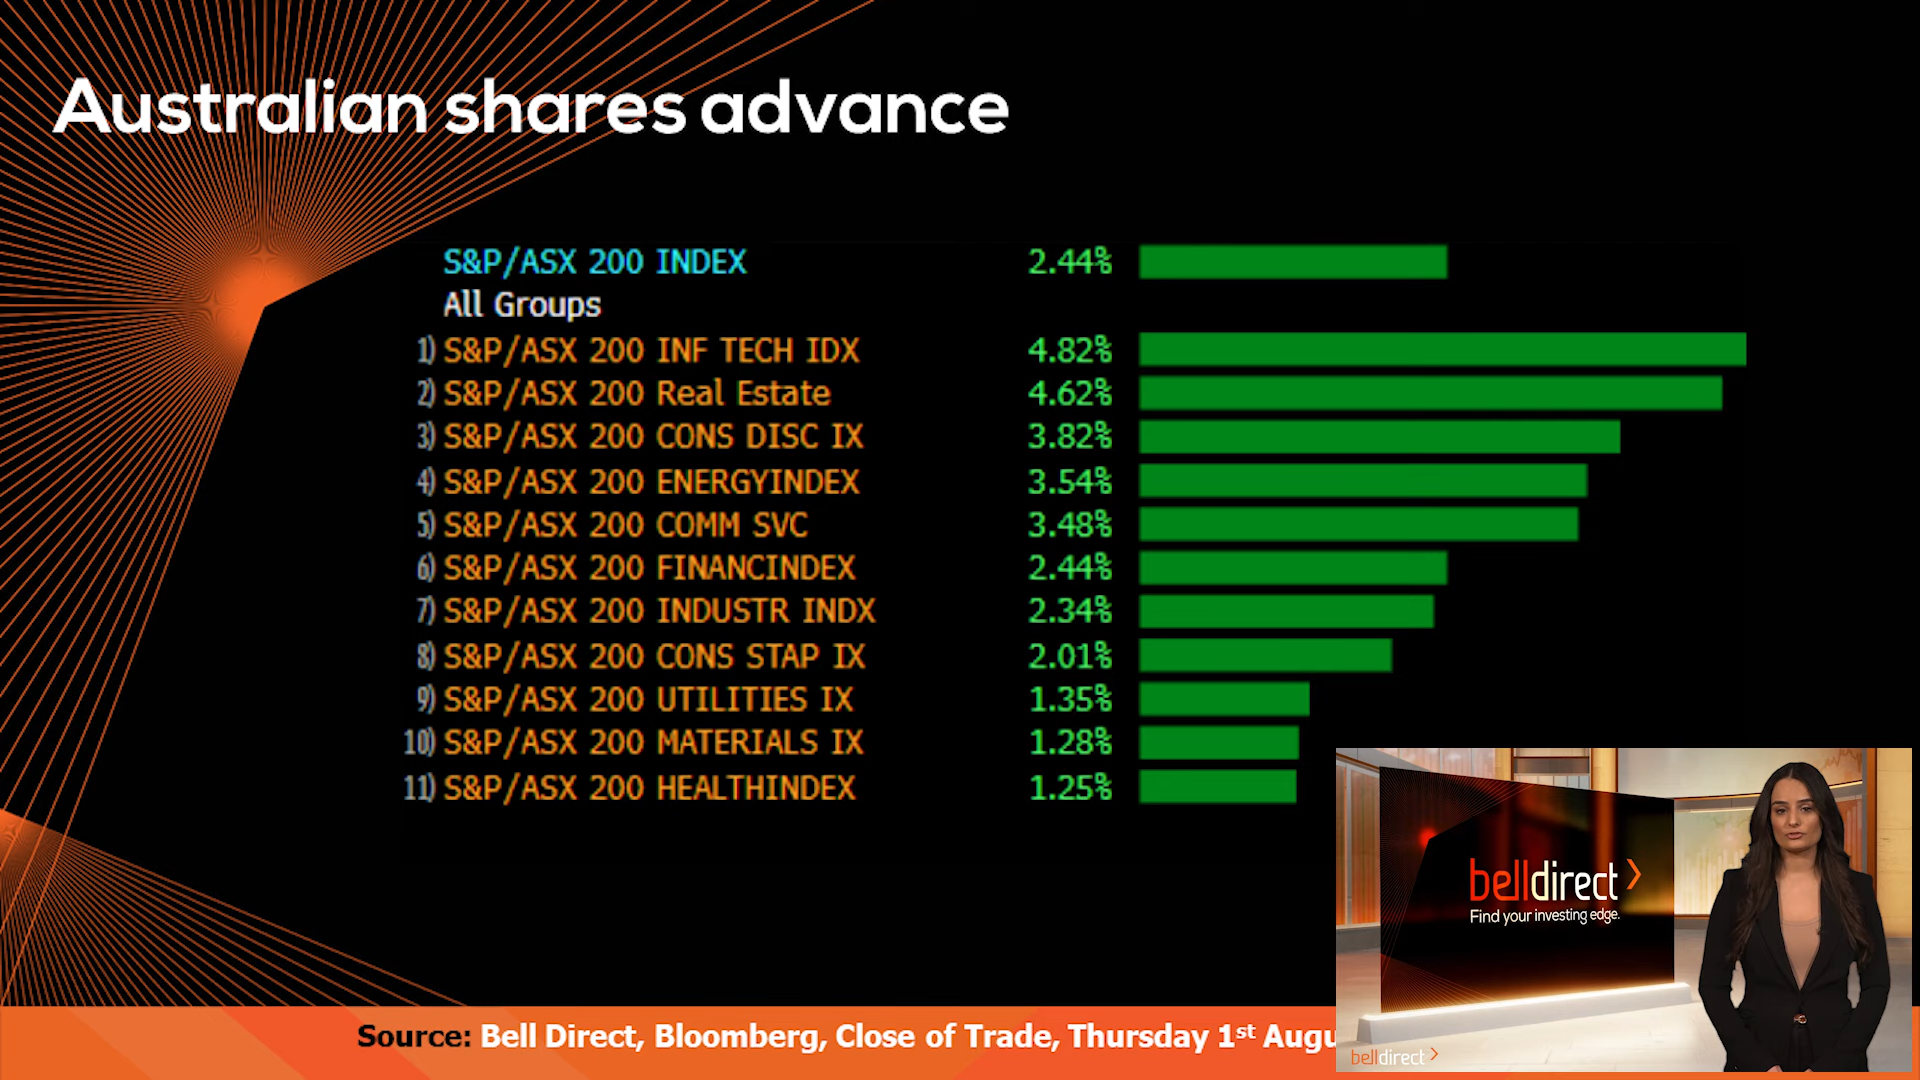 Australian shares advance
S&P/ASX 200 INDEX 2.44%
All Groups
1) S&P/ASX 200 INF TECH IDX 4.82%
2) S&P/ASX 200 Real Estate 4.62%
3) S&P/ASX 200 CONS DISC IX 3.82%
4) S&P/ASX 200 ENERGYINDEX 3.54%
5) S&P/ASX 200 COMM SVC 3.48%
6) S&P/ASX 200 FINANCINDEX 2.44%
7) S&P/ASX 200 INDUSTR INDX 2.34%
8) S&P/ASX 200 CONS STAP IX 2.01%
9) S&P/ASX 200 UTILITIES IX 1.35%
10) S&P/ASX 200 MATERIALS IX 1.28%
11) S&P/ASX 200 HEALTHINDEX 1.25%
belldirect
Find your investing edge.
Source: Bell Direct, Bloomberg, Close of Trade, Thursday 1st Augu
belldirect